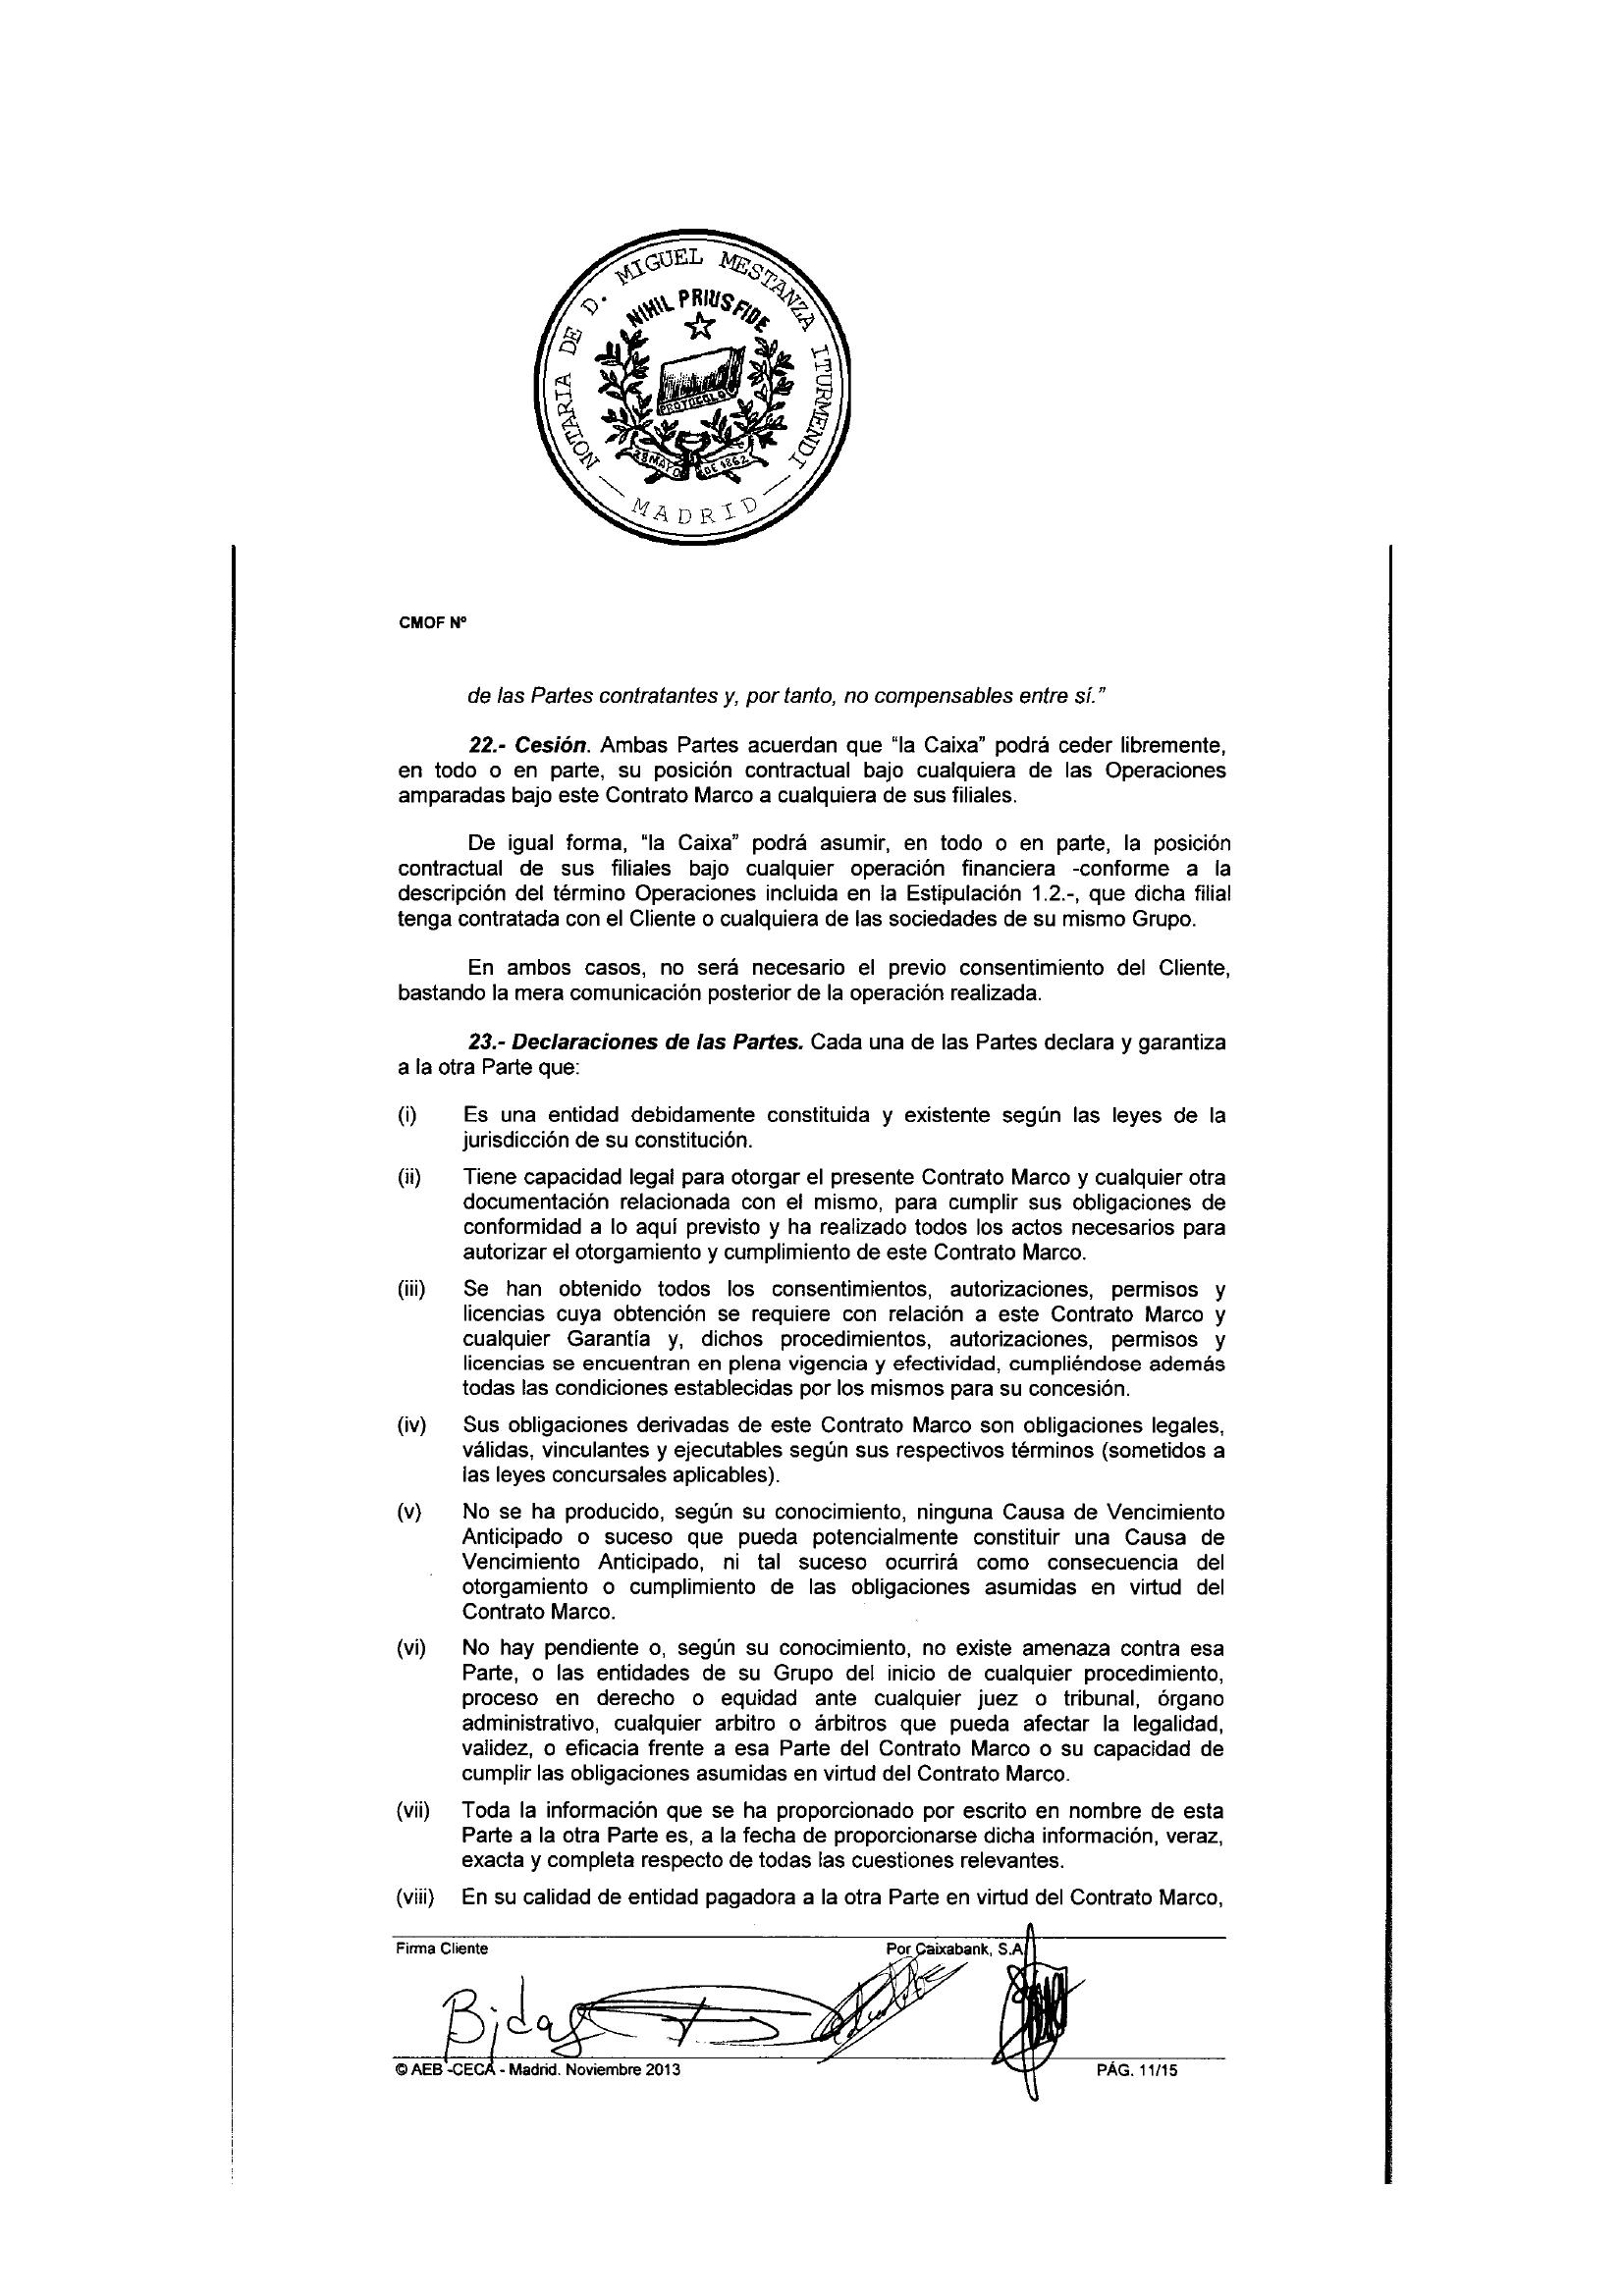 NOTARIA DE D. MIGUEL MESTANZA ITURMENDI
NIHIL PRIUS FIDE
PROTOCOLO
28 MAYO DE 1862
— MADRID —
CMOF Nº
de las Partes contratantes y, por tanto, no compensables entre sí."
22.- Cesión. Ambas Partes acuerdan que "la Caixa" podrá ceder libremente,
en todo o en parte, su posición contractual bajo cualquiera de las Operaciones
amparadas bajo este Contrato Marco a cualquiera de sus filiales.
De igual forma, "la Caixa" podrá asumir, en todo o en parte, la posición
contractual de sus filiales bajo cualquier operación financiera -conforme a la
descripción del término Operaciones incluida en la Estipulación 1.2.-, que dicha filial
tenga contratada con el Cliente o cualquiera de las sociedades de su mismo Grupo.
En ambos casos, no será necesario el previo consentimiento del Cliente,
bastando la mera comunicación posterior de la operación realizada.
23.- Declaraciones de las Partes. Cada una de las Partes declara y garantiza
a la otra Parte que:
(i) Es una entidad debidamente constituida y existente según las leyes de la
jurisdicción de su constitución.
(ii) Tiene capacidad legal para otorgar el presente Contrato Marco y cualquier otra
documentación relacionada con el mismo, para cumplir sus obligaciones de
conformidad a lo aquí previsto y ha realizado todos los actos necesarios para
autorizar el otorgamiento y cumplimiento de este Contrato Marco.
(iii) Se han obtenido todos los consentimientos, autorizaciones, permisos y
licencias cuya obtención se requiere con relación a este Contrato Marco y
cualquier Garantía y, dichos procedimientos, autorizaciones, permisos y
licencias se encuentran en plena vigencia y efectividad, cumpliéndose además
todas las condiciones establecidas por los mismos para su concesión.
(iv) Sus obligaciones derivadas de este Contrato Marco son obligaciones legales,
válidas, vinculantes y ejecutables según sus respectivos términos (sometidos a
las leyes concursales aplicables).
(v) No se ha producido, según su conocimiento, ninguna Causa de Vencimiento
Anticipado o suceso que pueda potencialmente constituir una Causa de
Vencimiento Anticipado, ni tal suceso ocurrirá como consecuencia del
otorgamiento o cumplimiento de las obligaciones asumidas en virtud del
Contrato Marco.
(vi) No hay pendiente o, según su conocimiento, no existe amenaza contra esa
Parte, o las entidades de su Grupo del inicio de cualquier procedimiento,
proceso en derecho o equidad ante cualquier juez o tribunal, órgano
administrativo, cualquier arbitro o árbitros que pueda afectar la legalidad,
validez, o eficacia frente a esa Parte del Contrato Marco o su capacidad de
cumplir las obligaciones asumidas en virtud del Contrato Marco.
(vii) Toda la información que se ha proporcionado por escrito en nombre de esta
Parte a la otra Parte es, a la fecha de proporcionarse dicha información, veraz,
exacta y completa respecto de todas las cuestiones relevantes.
(viii) En su calidad de entidad pagadora a la otra Parte en virtud del Contrato Marco,
Firma Cliente Por Caixabank, S.A
© AEB -CECA - Madrid. Noviembre 2013 PÁG. 11/15